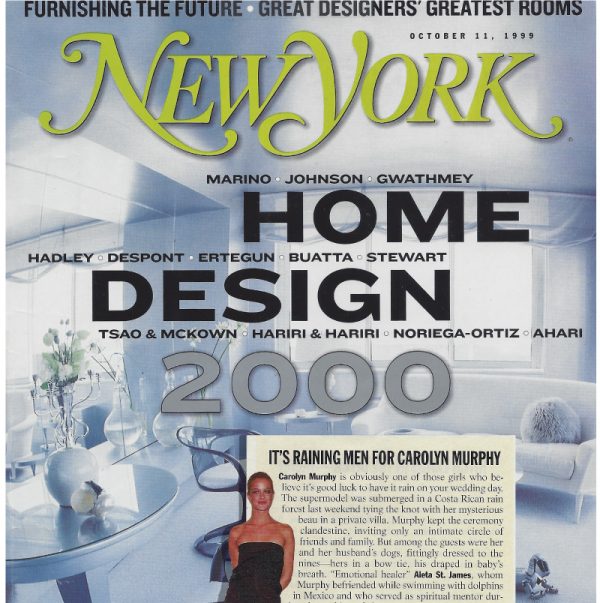 FURNISHING THE FUTURE • GREAT DESIGNERS' GREATEST ROOMS
OCTOBER 11, 1999
NEW YORK
MARINO • JOHNSON • GWATHMEY
HOME
HADLEY • DESPONT • ERTEGUN • BUATTA • STEWART
DESIGN
TSAO & MCKOWN • HARIRI & HARIRI • NORIEGA-ORTIZ • AHARI
2000
IT'S RAINING MEN FOR CAROLYN MURPHY
Carolyn Murphy is obviously one of those girls who be-
lieve it's good luck to have it rain on your wedding day.
The supermodel was submerged in a Costa Rican rain
forest last weekend tying the knot with her mysterious
beau in a private villa. Murphy kept the ceremony
clandestine, inviting only an intimate circle of
friends and family. But among the guests were her
and her husband's dogs, fittingly dressed to the
nines—hers in a bow tie, his draped in baby's
breath. "Emotional healer" Aleta St. James, whom
Murphy befriended while swimming with dolphins
in Mexico and who served as spiritual mentor dur-